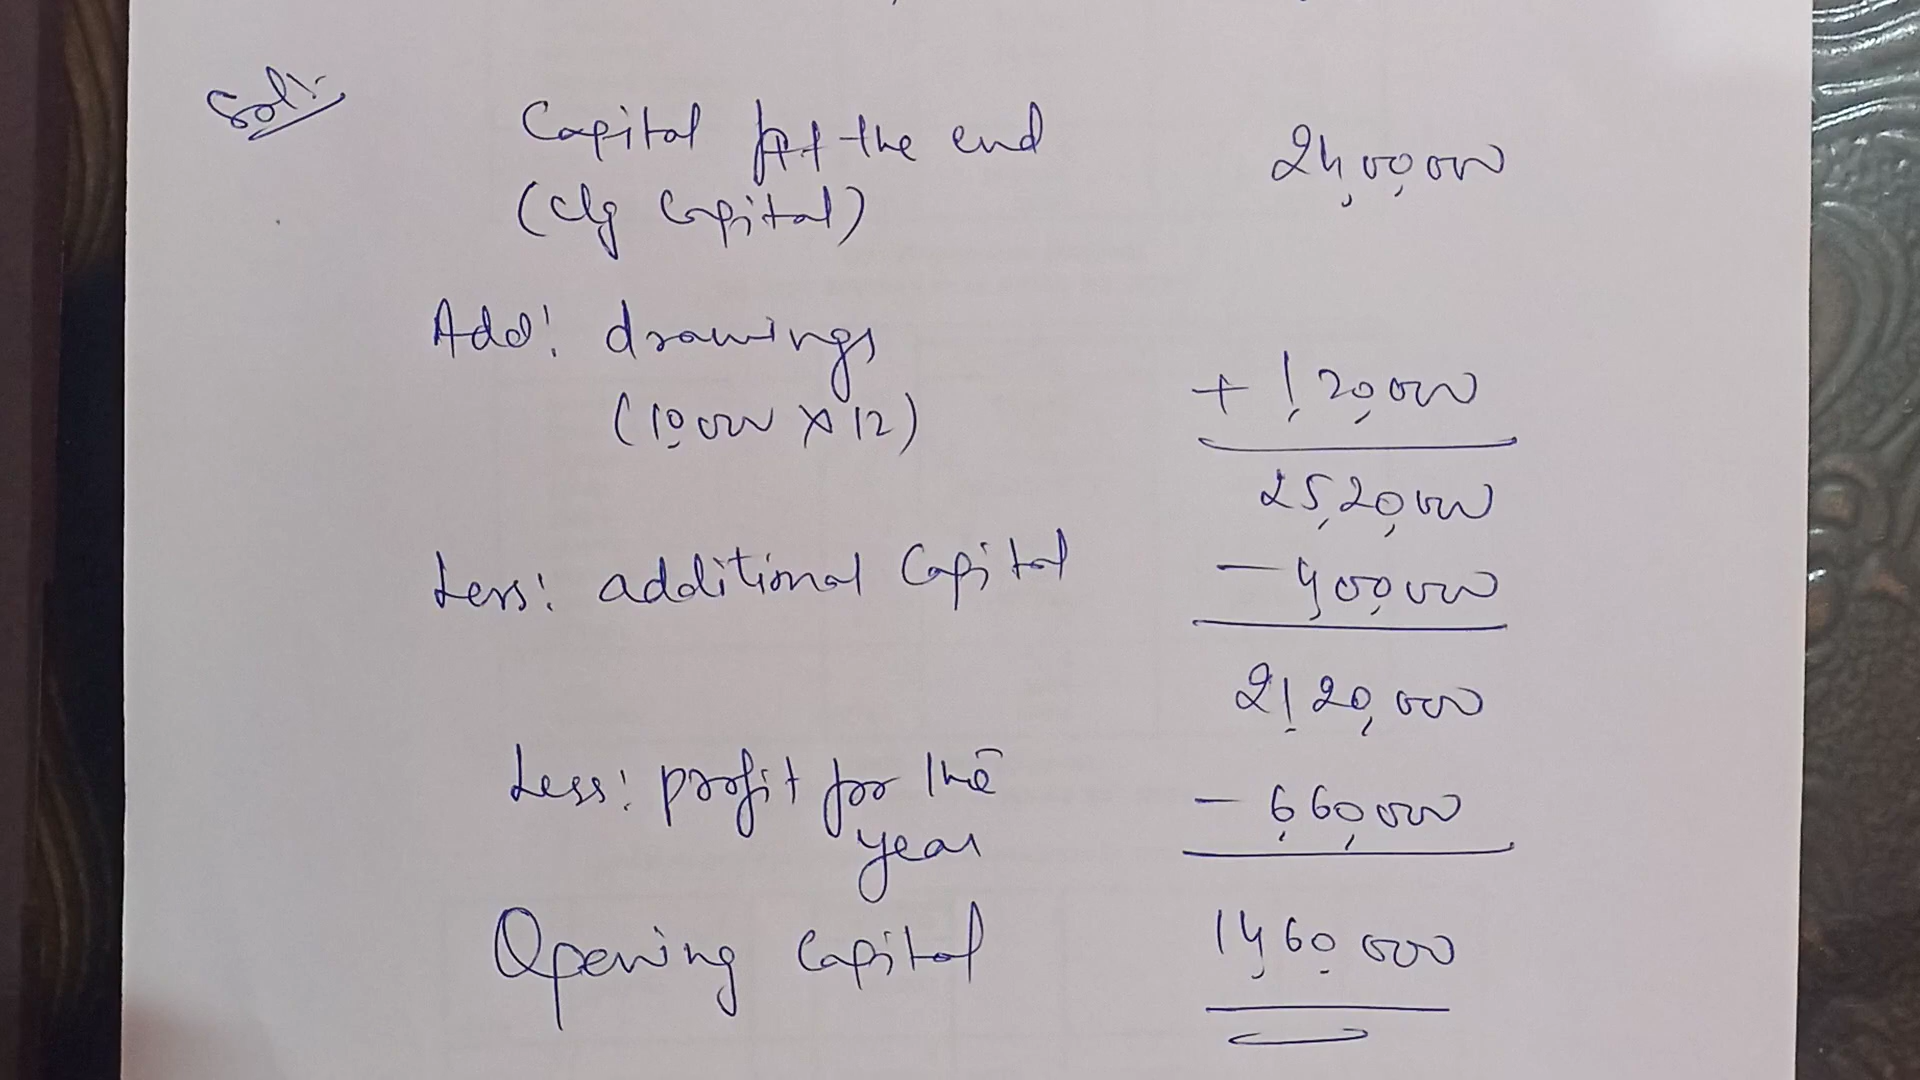 Sol:
Capital at the end 24,00,000
(Clg Capital)
Add: drawings
(10,000 × 12) + 1,20,000
25,20,000
Less: additional Capital - 400,000
21,20,000
Less: profit for the
year - 6,60,000
Opening Capital 14,60,000